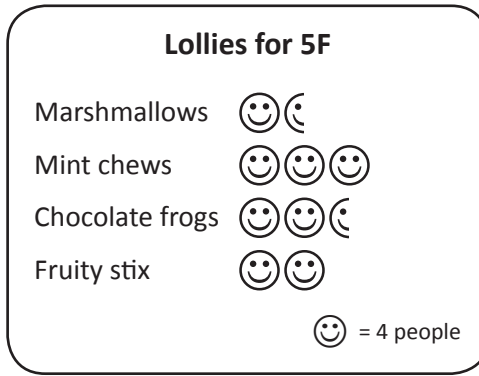 Lollies for 5F
Marshmallows
Mint chews
Chocolate frogs
Fruity stix
= 4 people